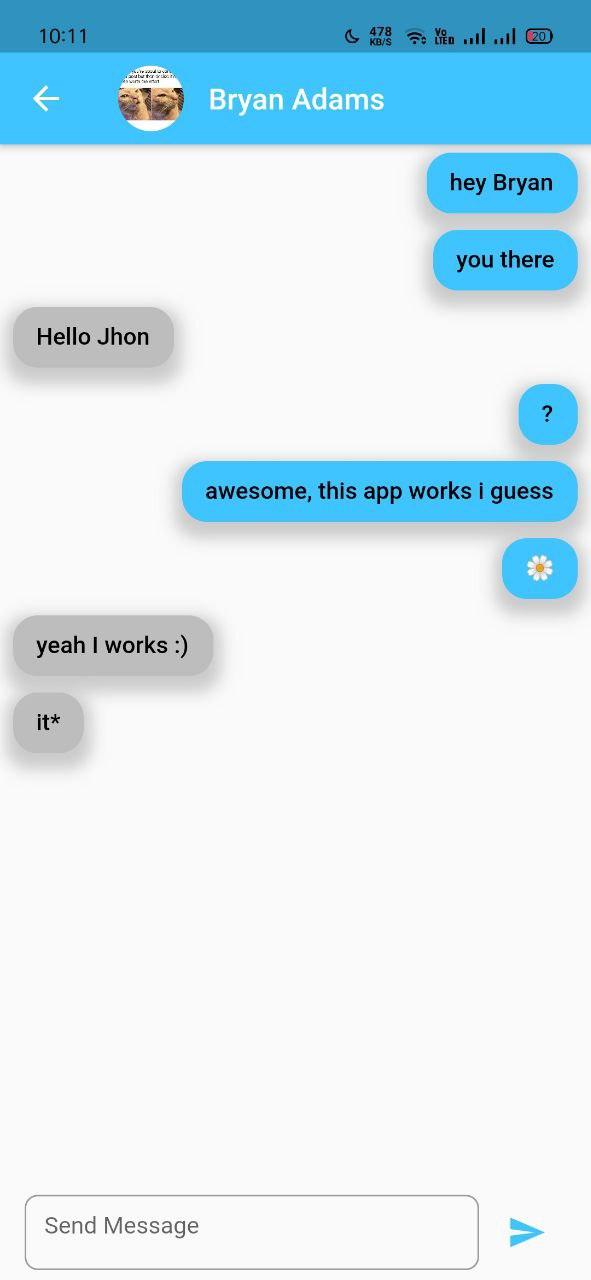 10:11
478
KB/S
Vo
LTE
20
Bryan Adams
hey Bryan
you there
Hello Jhon
?
awesome, this app works i guess
🌼
yeah I works :)
it*
Send Message